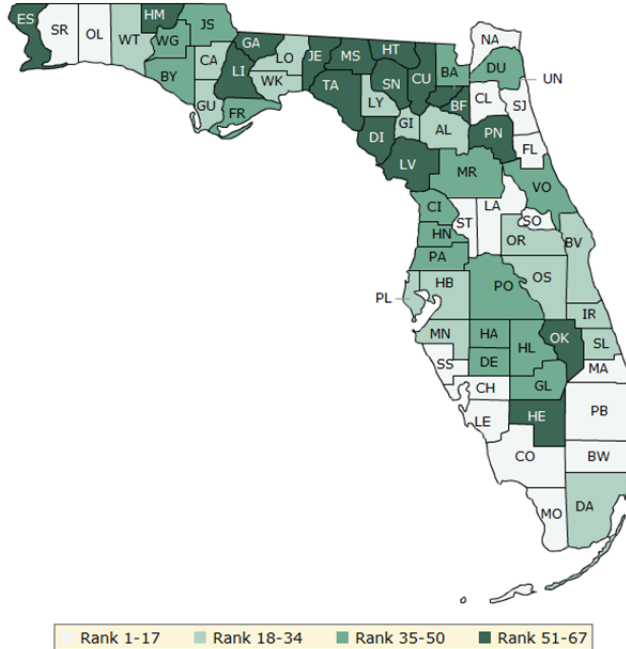 ES
SR
OL
WT
HM
JS
WG
BY
CA
GU
FR
GA
LI
LO
WK
JE
MS
TA
HT
SN
CU
LY
DI
LV
GI
AL
BA
BF
UN
NA
DU
CL
SJ
PN
FL
MR
VO
CI
ST
LA
SO
HN
PA
OR
BV
PL
HB
PO
OS
IR
MN
HA
HL
OK
SL
MA
SS
DE
CH
GL
LE
HE
PB
CO
BW
MO
DA
Rank 1-17 Rank 18-34 Rank 35-50 Rank 51-67